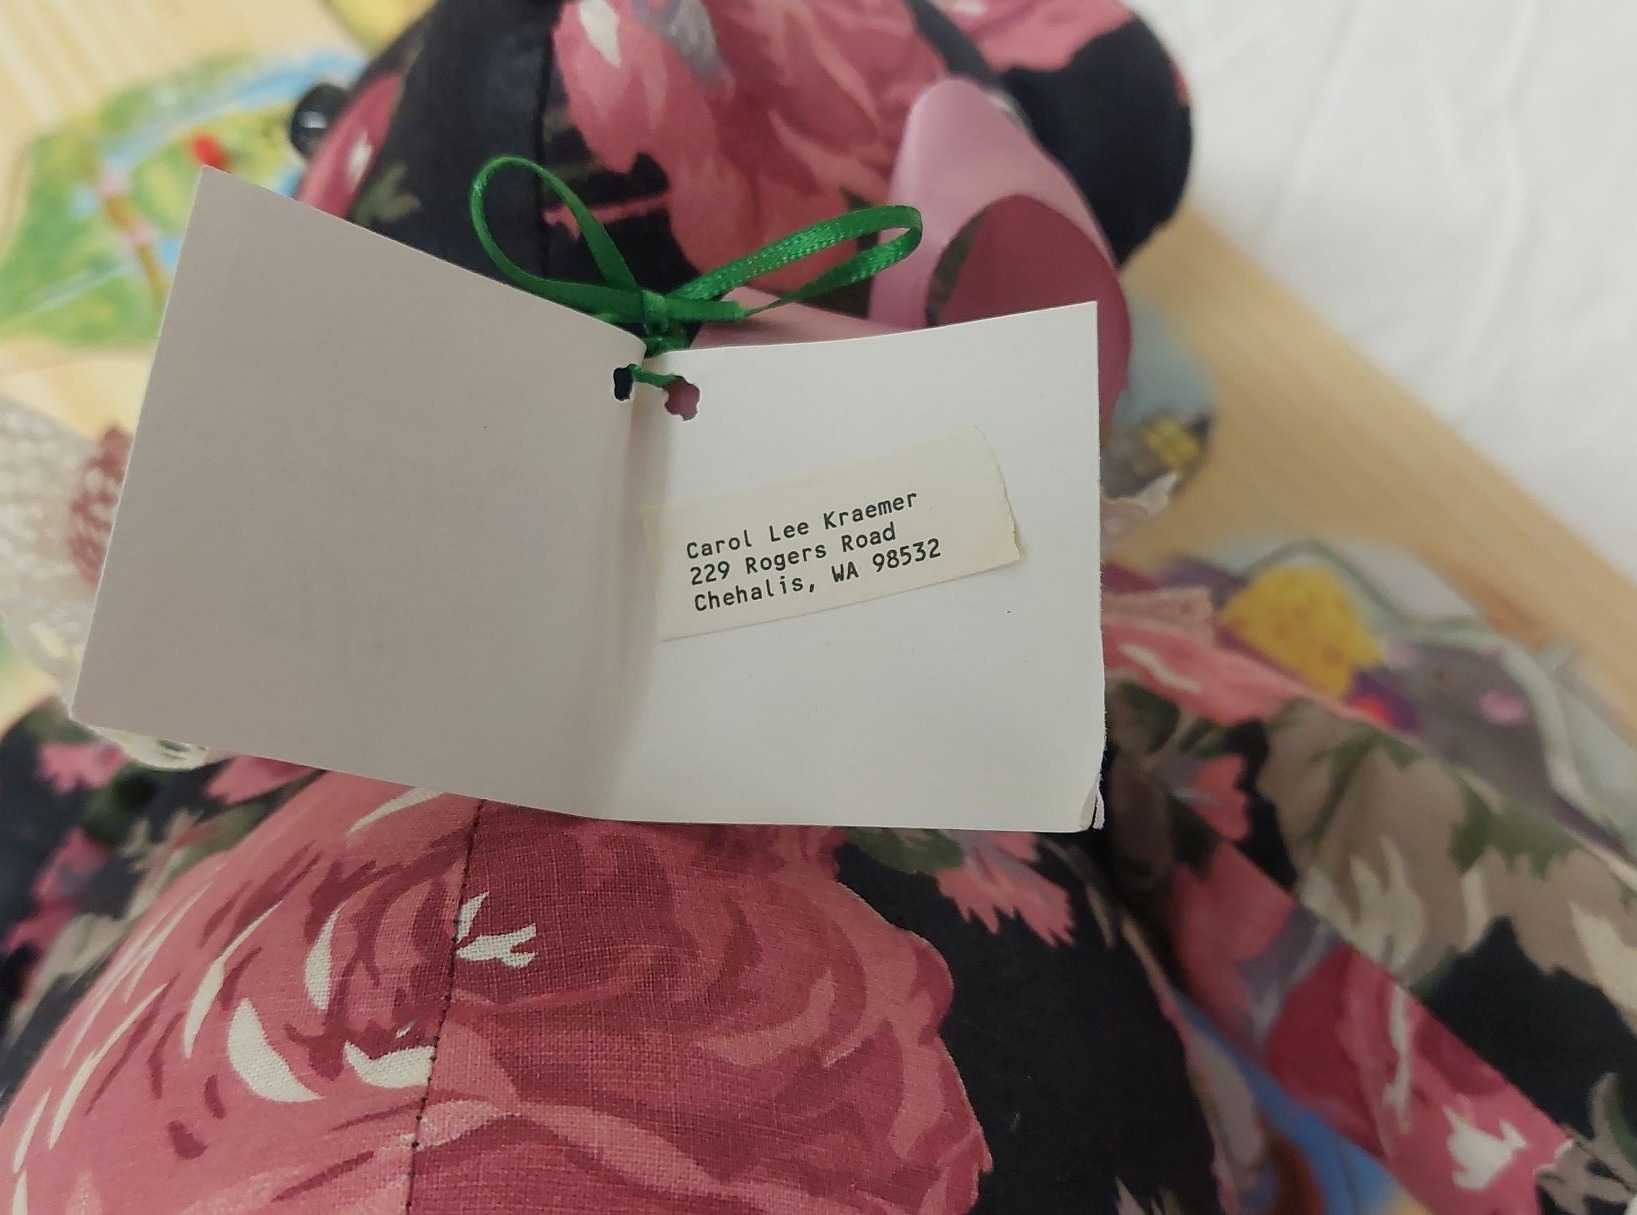 Carol Lee Kraemer
229 Rogers Road
Chehalis, WA 98532